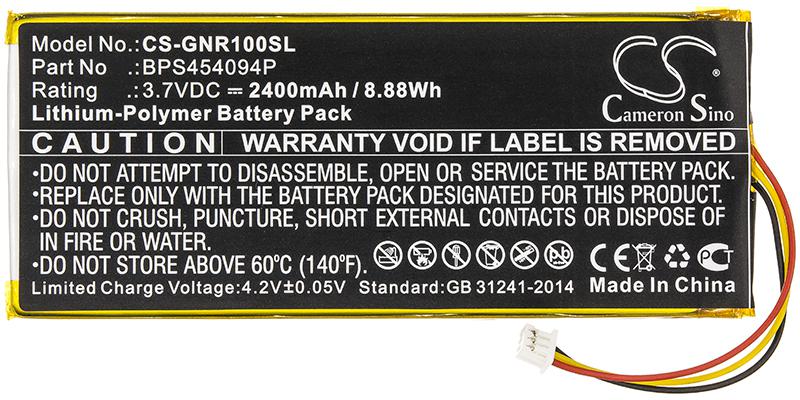 Model No.: CS-GNR100SL
Part No .: BPS454094P
Rating .: 3.7VDC ⎓ 2400mAh / 8.88Wh
Lithium-Polymer Battery Pack
CS
Cameron Sino
CAUTION WARRANTY VOID IF LABEL IS REMOVED
•DO NOT ATTEMPT TO DISASSEMBLE, OPEN OR SERVICE THE BATTERY PACK.
•REPLACE ONLY WITH THE BATTERY PACK DESIGNATED FOR THIS PRODUCT.
•DO NOT CRUSH, PUNCTURE, SHORT EXTERNAL CONTACTS OR DISPOSE OF
IN FIRE OR WATER.
•DO NOT STORE ABOVE 60°C (140°F).
Pb CE
Limited Charge Voltage:4.2V±0.05V Standard:GB 31241-2014 Made In China